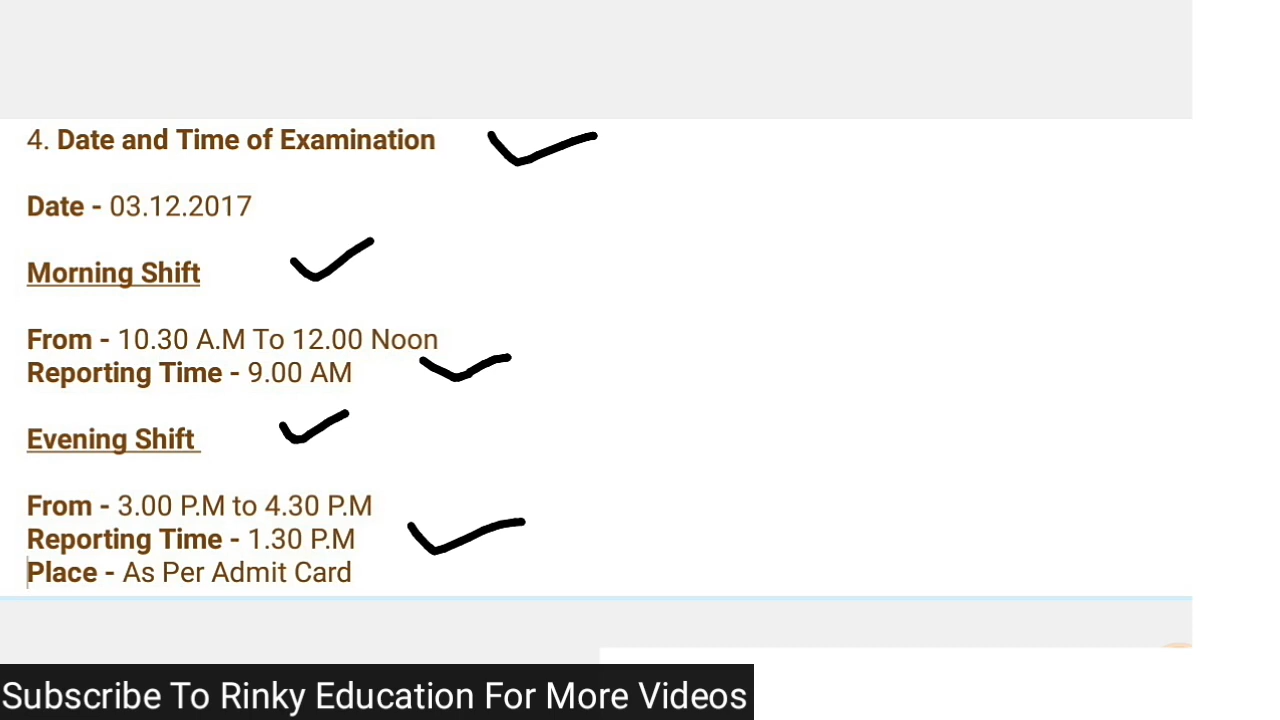 4. Date and Time of Examination
Date - 03.12.2017
Morning Shift
From - 10.30 A.M To 12.00 Noon
Reporting Time - 9.00 AM
Evening Shift
From - 3.00 P.M to 4.30 P.M
Reporting Time - 1.30 P.M
Place - As Per Admit Card
Subscribe To Rinky Education For More Videos